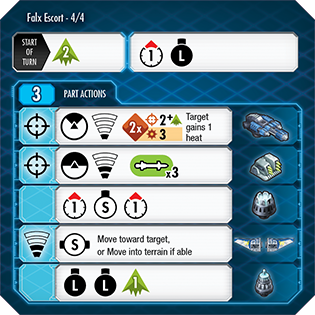 Falx Escort - 4/4
START OF TURN
2
1 L
3 PART ACTIONS
2x 2+ 3 Target gains 1 heat
x3
1 S 1
S Move toward target, or Move into terrain if able
L L 1